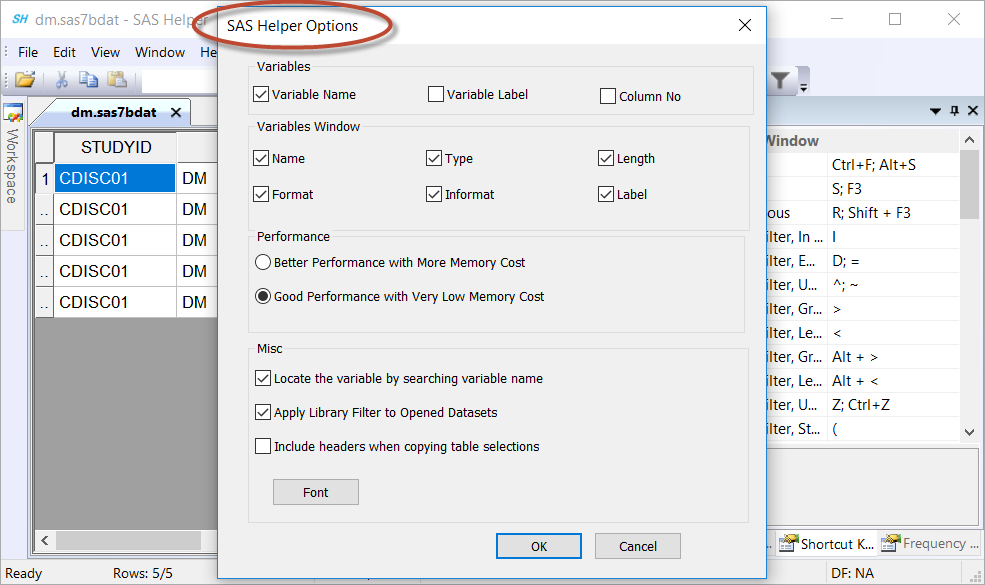 SH dm.sas7bdat - SAS Helper
SAS Helper Options
File Edit View Window He
Variables
Variable Name Variable Label Column No
dm.sas7bdat
Variables Window
Workspace
STUDYID
Name Type Length
Format Informat Label
1 CDISC01 DM
.. CDISC01 DM
.. CDISC01 DM
.. CDISC01 DM
.. CDISC01 DM
Performance
Better Performance with More Memory Cost
Good Performance with Very Low Memory Cost
Misc
Locate the variable by searching variable name
Apply Library Filter to Opened Datasets
Include headers when copying table selections
Font
OK Cancel
Window
Ctrl+F; Alt+S
S; F3
ous R; Shift + F3
ilter, In ... I
ilter, E... D; =
ilter, U... ^; ~
ilter, Gr... >
ilter, Le... <
ilter, Gr... Alt + >
ilter, Le... Alt + <
ilter, U... Z; Ctrl+Z
ilter, St... (
... Shortcut K... Frequency ...
Ready Rows: 5/5 DF: NA